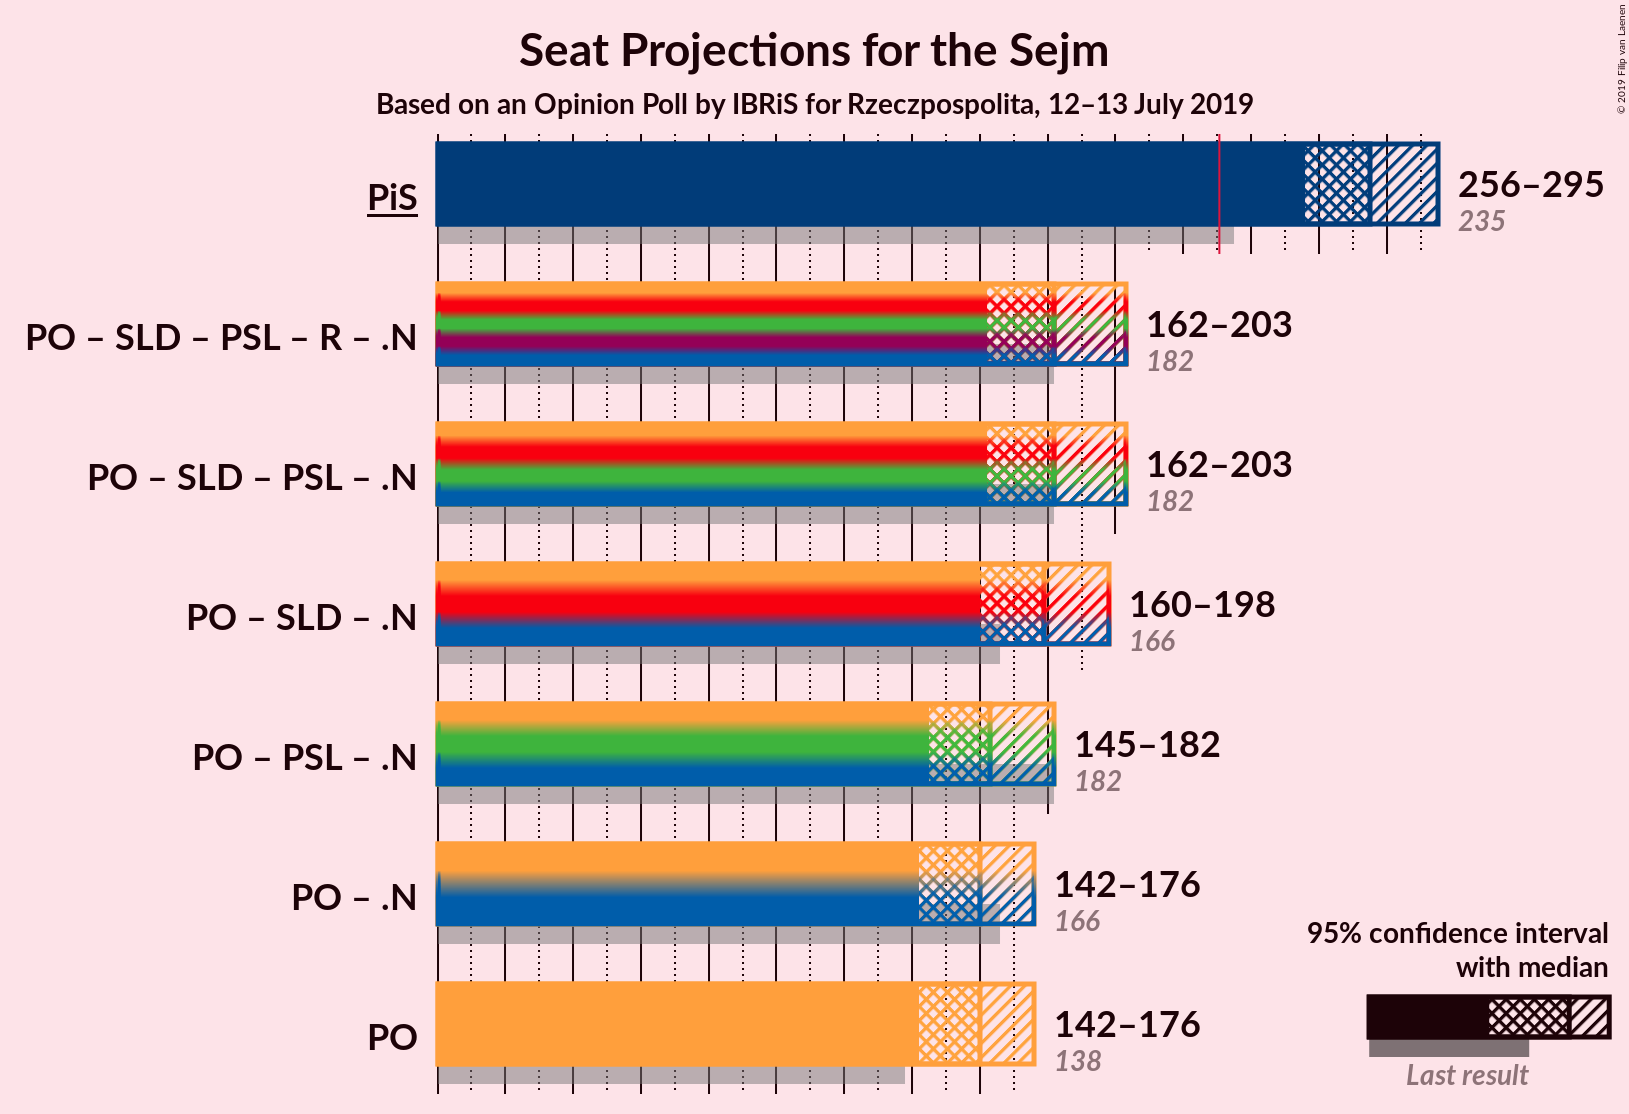 Seat Projections for the Sejm
Based on an Opinion Poll by IBRiS for Rzeczpospolita, 12–13 July 2019
© 2019 Filip van Laenen
PiS
256–295
235
PO – SLD – PSL – R – .N
162–203
182
PO – SLD – PSL – .N
162–203
182
PO – SLD – .N
160–198
166
PO – PSL – .N
145–182
182
PO – .N
142–176
166
PO
142–176
138
95% confidence interval
with median
Last result